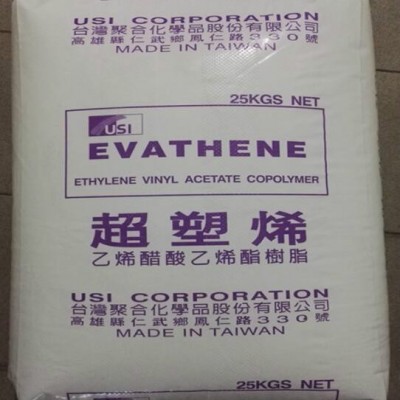 USI CORPORATION
台灣聚合化學品股份有限公司
高雄縣仁武鄉鳳仁路330號
MADE IN TAIWAN
25KGS NET
USI
EVATHENE
ETHYLENE VINYL ACETATE COPOLYMER
超塑烯
乙烯醋酸乙烯酯樹脂
USI CORPORATION
台灣聚合化學品股份有限公司
高雄縣仁武鄉鳳仁路330號
MADE IN TAIWAN
25KGS NET